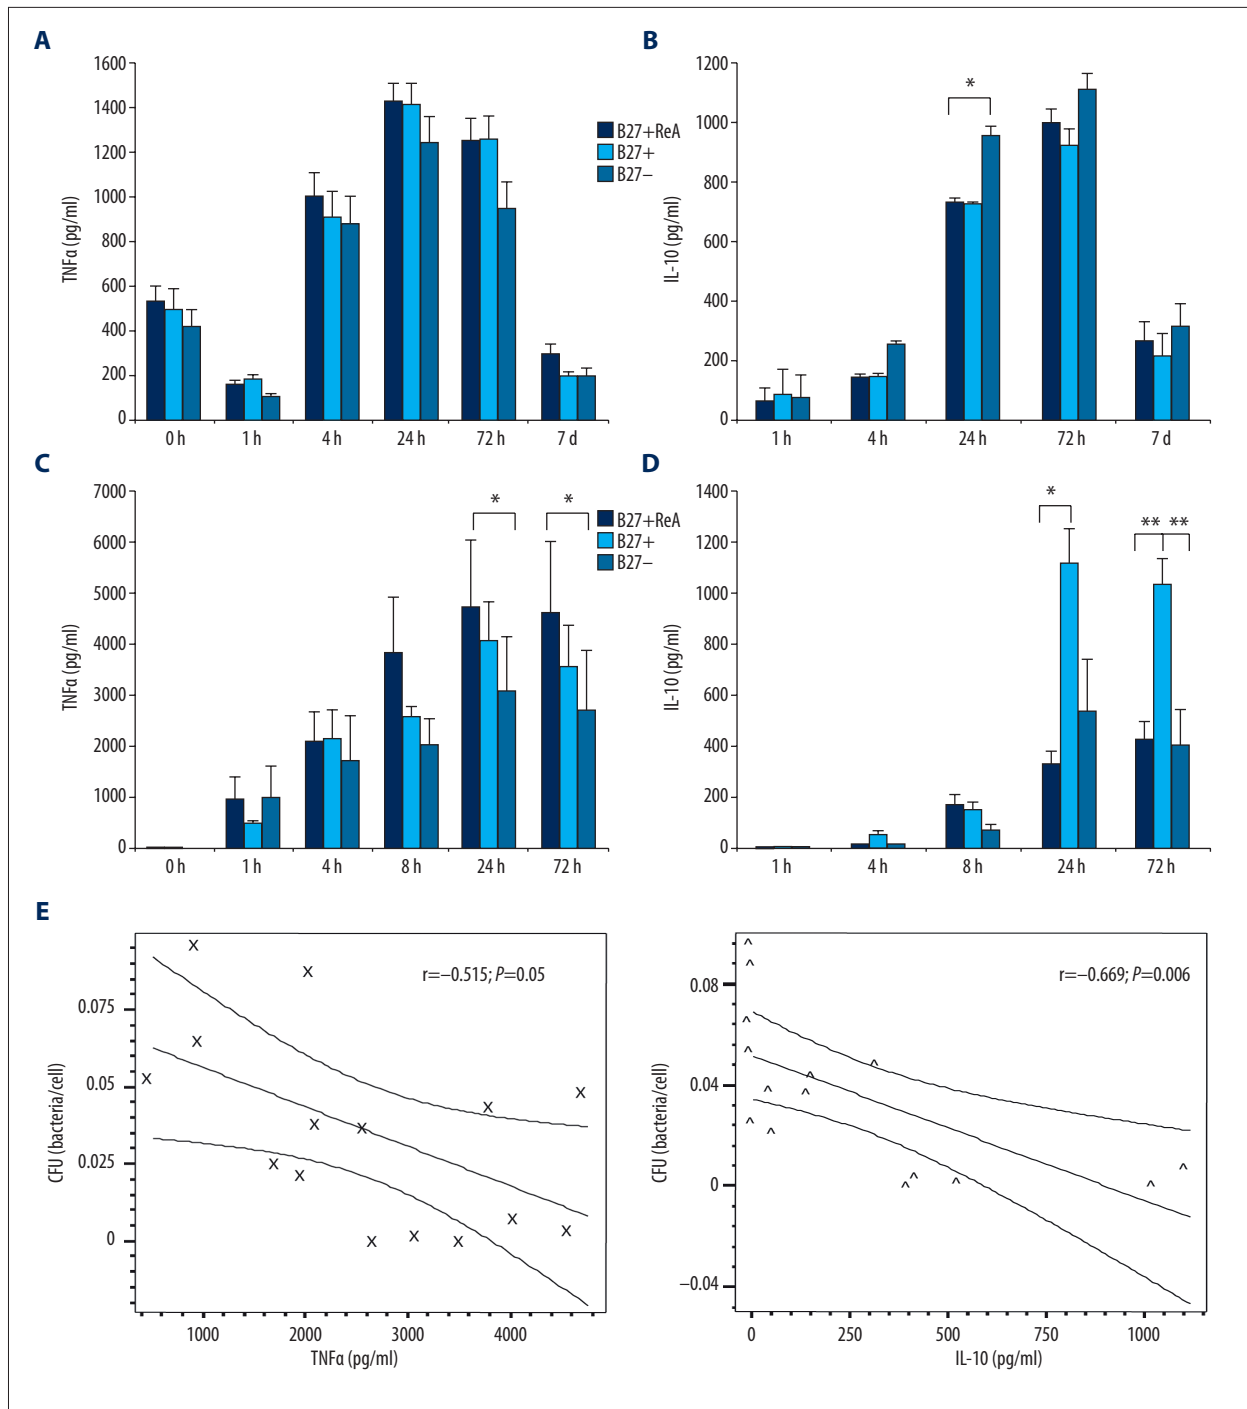 A
1600
1400
1200
1000
800
600
400
200
0
TNFα (pg/ml)
0 h 1 h 4 h 24 h 72 h 7 d
B27+ReA
B27+
B27−
B
1200
1000
800
600
400
200
0
IL-10 (pg/ml)
*
1 h 4 h 24 h 72 h 7 d
C
7000
6000
5000
4000
3000
2000
1000
0
TNFα (pg/ml)
* *
0 h 1 h 4 h 8 h 24 h 72 h
B27+ReA
B27+
B27−
D
1400
1200
1000
800
600
400
200
0
IL-10 (pg/ml)
* ** **
1 h 4 h 8 h 24 h 72 h
E
r=−0.515; P=0.05
0.075
0.05
0.025
0
CFU (bacteria/cell)
1000 2000 3000 4000
TNFα (pg/ml)
r=−0.669; P=0.006
0.08
0.04
0
−0.04
CFU (bacteria/cell)
0 250 500 750 1000
IL-10 (pg/ml)